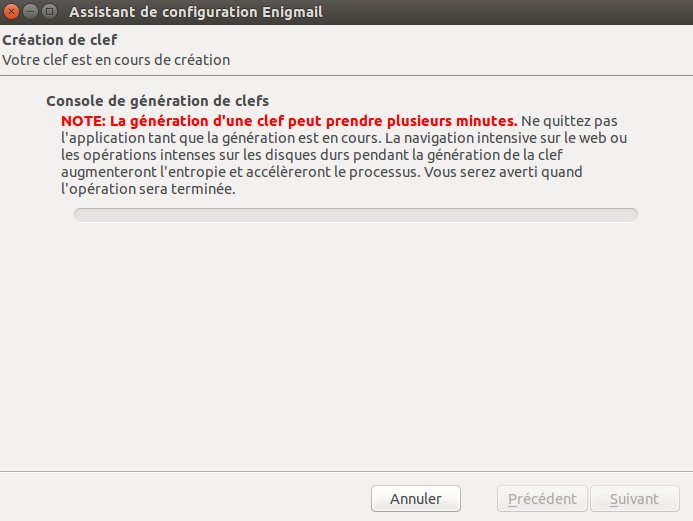 Assistant de configuration Enigmail
Création de clef
Votre clef est en cours de création
Console de génération de clefs
NOTE: La génération d'une clef peut prendre plusieurs minutes. Ne quittez pas
l'application tant que la génération est en cours. La navigation intensive sur le web ou
les opérations intenses sur les disques durs pendant la génération de la clef
augmenteront l'entropie et accélèreront le processus. Vous serez averti quand
l'opération sera terminée.
Annuler
Précédent
Suivant